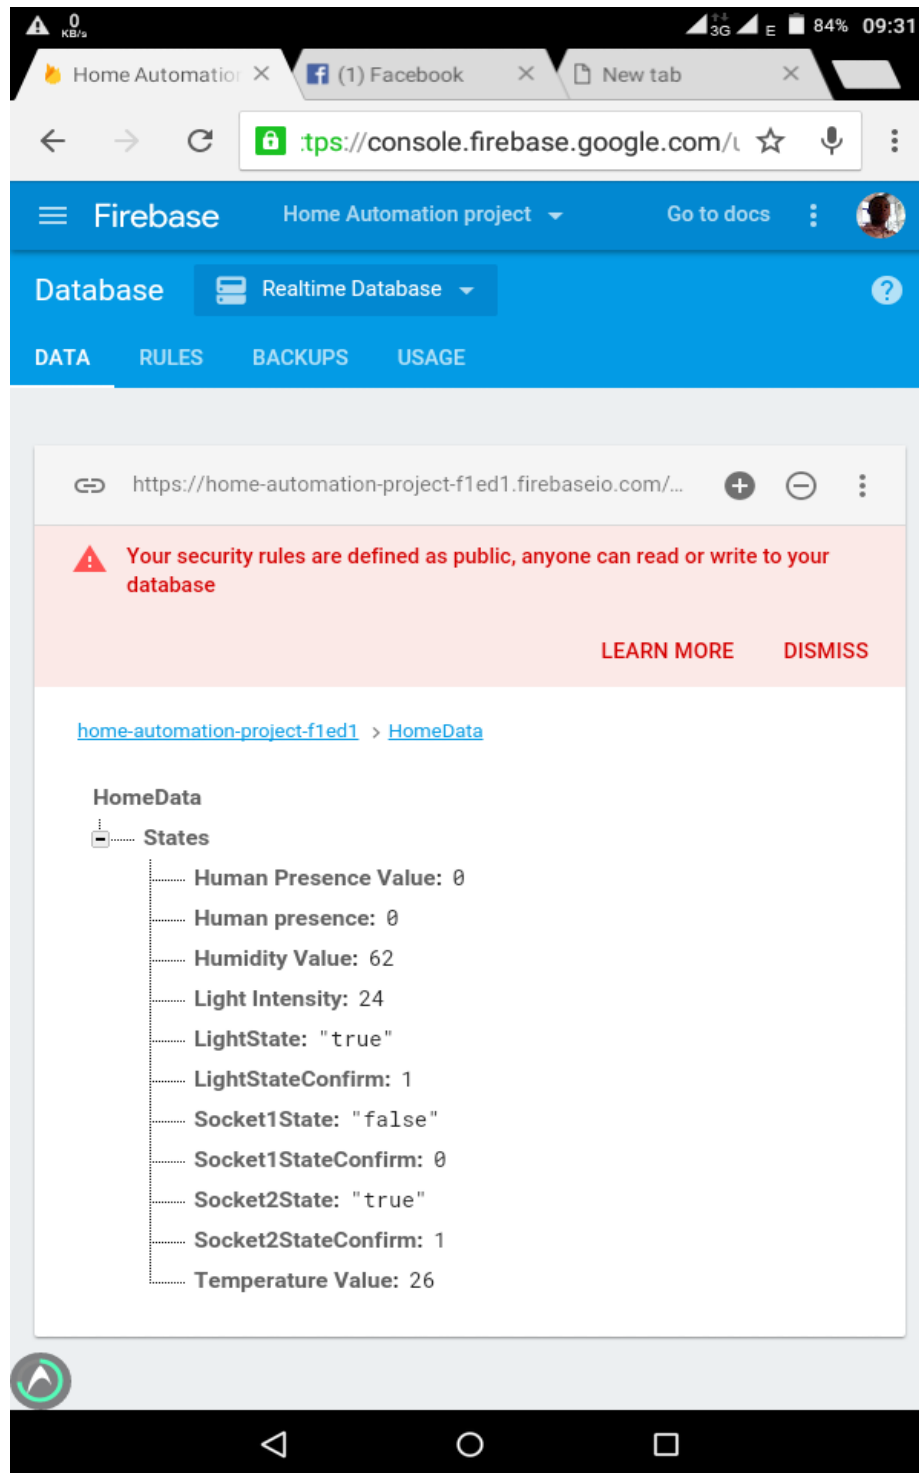 0
KB/s
3G
E
84%
09:31
Home Automation
(1) Facebook
New tab
tps://console.firebase.google.com/u
Firebase
Home Automation project
Go to docs
Database
Realtime Database
DATA
RULES
BACKUPS
USAGE
https://home-automation-project-f1ed1.firebaseio.com/...
Your security rules are defined as public, anyone can read or write to your
database
LEARN MORE
DISMISS
home-automation-project-f1ed1 > HomeData
HomeData
States
Human Presence Value: 0
Human presence: 0
Humidity Value: 62
Light Intensity: 24
LightState: "true"
LightStateConfirm: 1
Socket1State: "false"
Socket1StateConfirm: 0
Socket2State: "true"
Socket2StateConfirm: 1
Temperature Value: 26